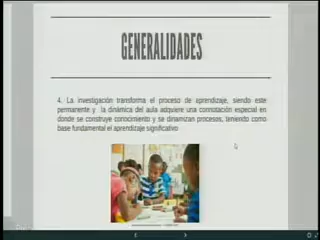 GENERALIDADES
4. La investigación transforma el proceso de aprendizaje, siendo este
permanente y la dinámica del aula adquiere una connotación especial en
donde se construye conocimiento y se dinamizan procesos, teniendo como
base fundamental el aprendizaje significativo